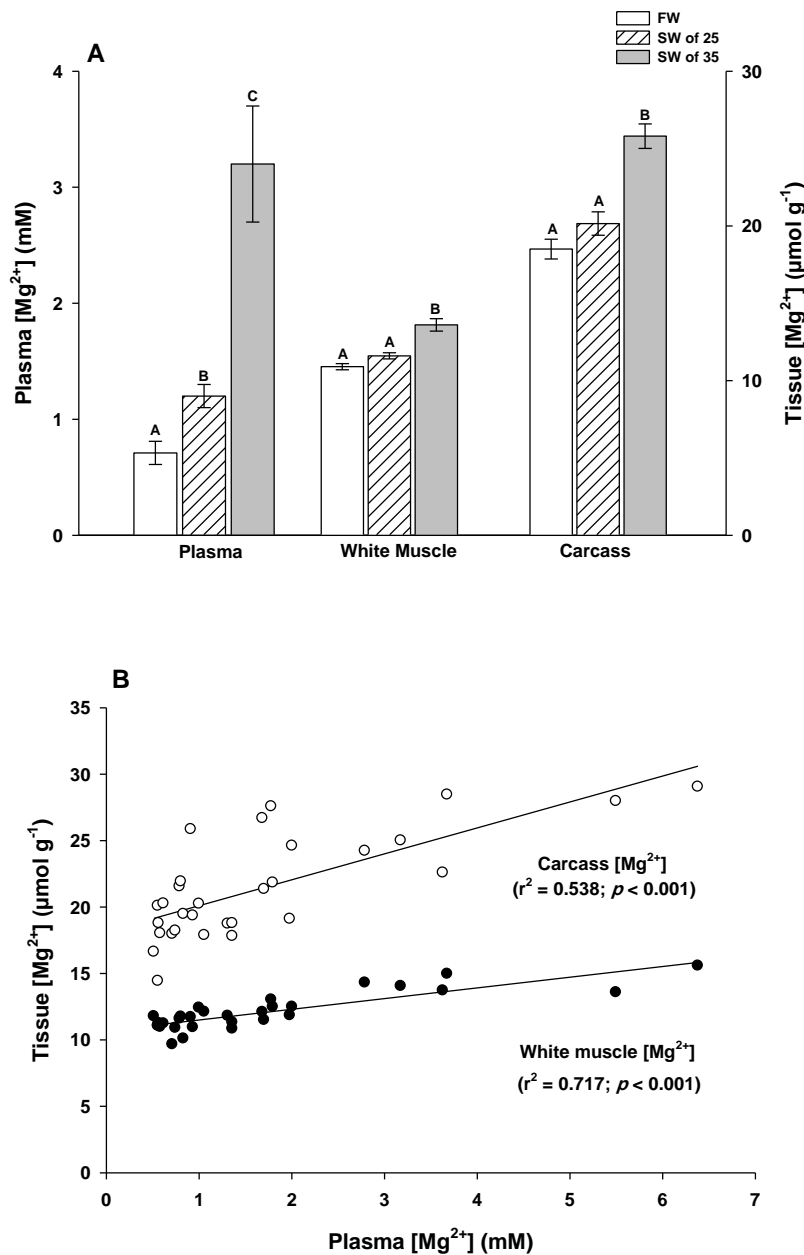 FW
SW of 25
SW of 35
A
4
3
2
1
0
Plasma [Mg²⁺] (mM)
30
20
10
0
Tissue [Mg²⁺] (µmol g⁻¹)
A
B
C
A
A
B
A
A
B
Plasma
White Muscle
Carcass
B
35
30
25
20
15
10
5
0
Tissue [Mg²⁺] (µmol g⁻¹)
Carcass [Mg²⁺]
(r² = 0.538; p < 0.001)
White muscle [Mg²⁺]
(r² = 0.717; p < 0.001)
0 1 2 3 4 5 6 7
Plasma [Mg²⁺] (mM)